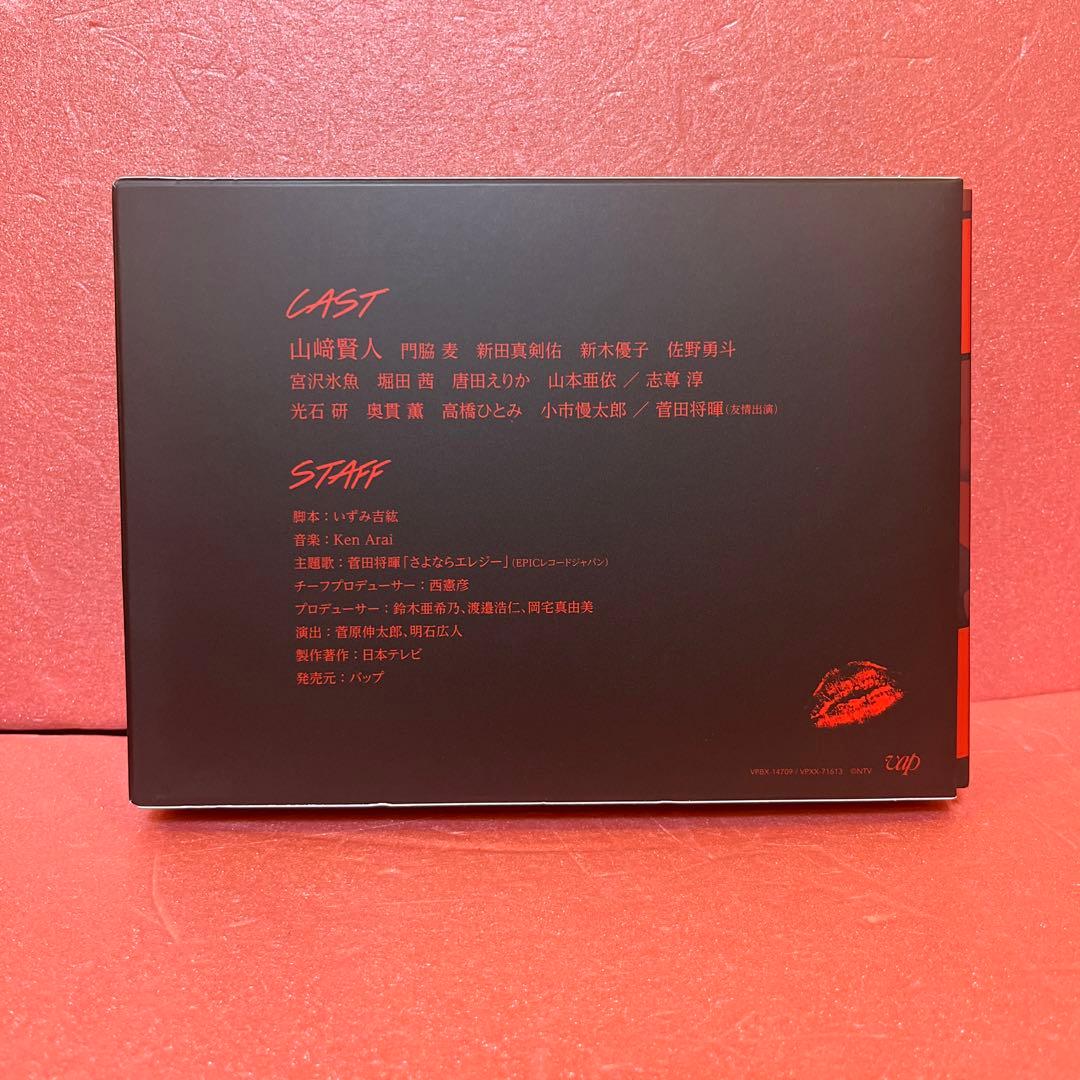 CAST
山﨑賢人 門脇 麦 新田真剣佑 新木優子 佐野勇斗
宮沢氷魚 堀田 茜 唐田えりか 山本亜依 ／ 志尊 淳
光石 研 奥貫 薫 高橋ひとみ 小市慢太郎 ／ 菅田将暉(友情出演)
STAFF
脚本：いずみ吉紘
音楽：Ken Arai
主題歌：菅田将暉「さよならエレジー」(EPICレコードジャパン)
チーフプロデューサー：西憲彦
プロデューサー：鈴木亜希乃、渡邉浩仁、岡宅真由美
演出：菅原伸太郎、明石広人
製作著作：日本テレビ
発売元：バップ
VPBX-14709 / VPXX-71613 ©NTV vap